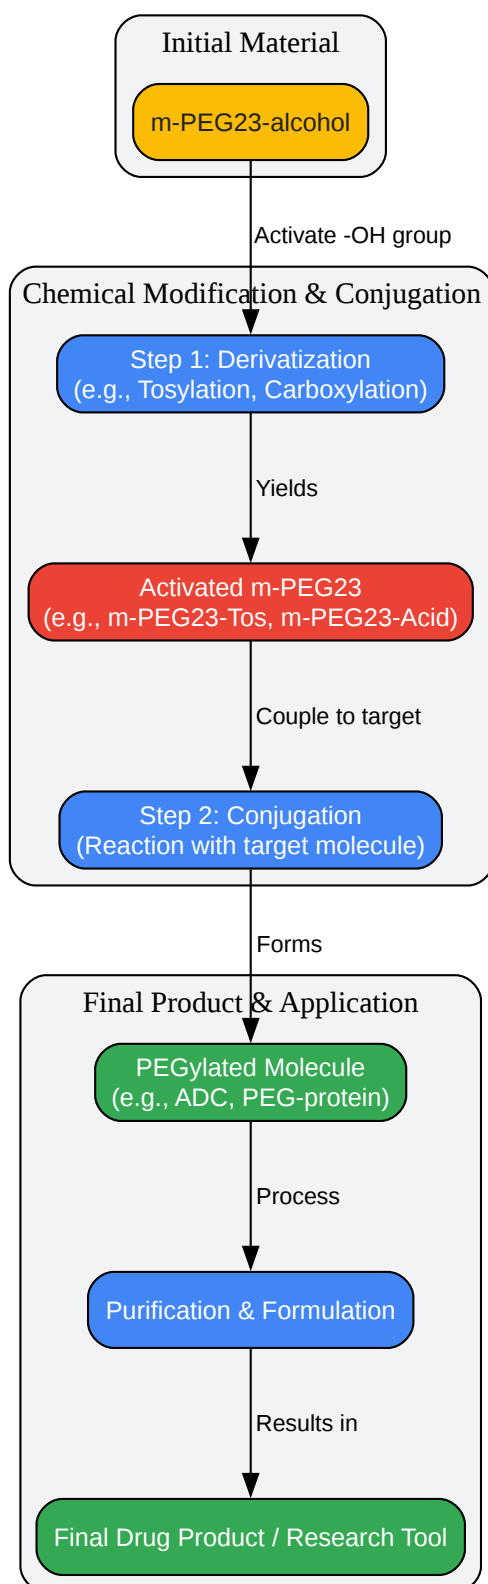 Initial Material
m-PEG23-alcohol
Activate -OH group
Chemical Modification & Conjugation
Step 1: Derivatization
(e.g., Tosylation, Carboxylation)
Yields
Activated m-PEG23
(e.g., m-PEG23-Tos, m-PEG23-Acid)
Couple to target
Step 2: Conjugation
(Reaction with target molecule)
Forms
Final Product & Application
PEGylated Molecule
(e.g., ADC, PEG-protein)
Process
Purification & Formulation
Results in
Final Drug Product / Research Tool